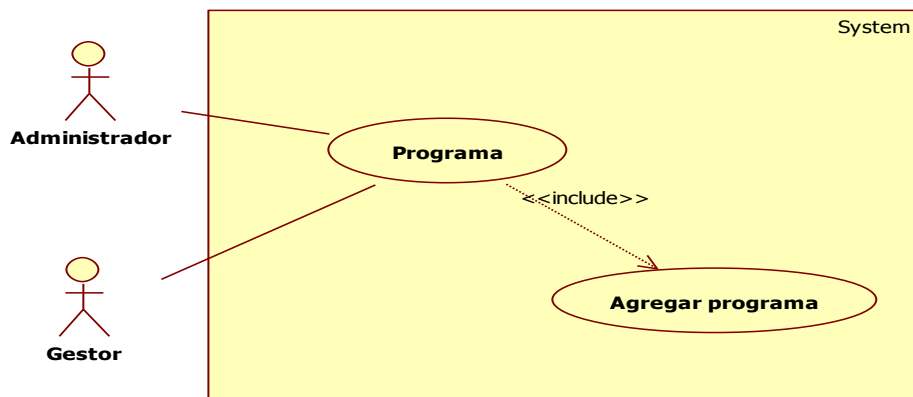 System
Administrador
Programa
<<include>>
Agregar programa
Gestor